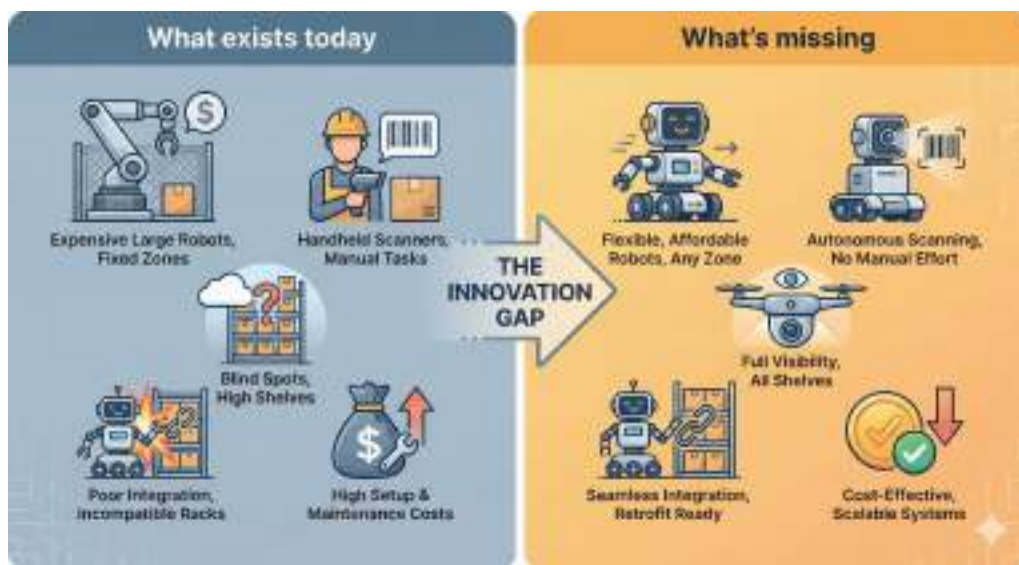 What exists today
$
Expensive Large Robots,
Fixed Zones
Handheld Scanners,
Manual Tasks
?
Blind Spots,
High Shelves
Poor Integration,
Incompatible Racks
$
High Setup &
Maintenance Costs
THE
INNOVATION
GAP
What's missing
Flexible, Affordable
Robots, Any Zone
Autonomous Scanning,
No Manual Effort
Full Visibility,
All Shelves
Seamless Integration,
Retrofit Ready
Cost-Effective,
Scalable Systems